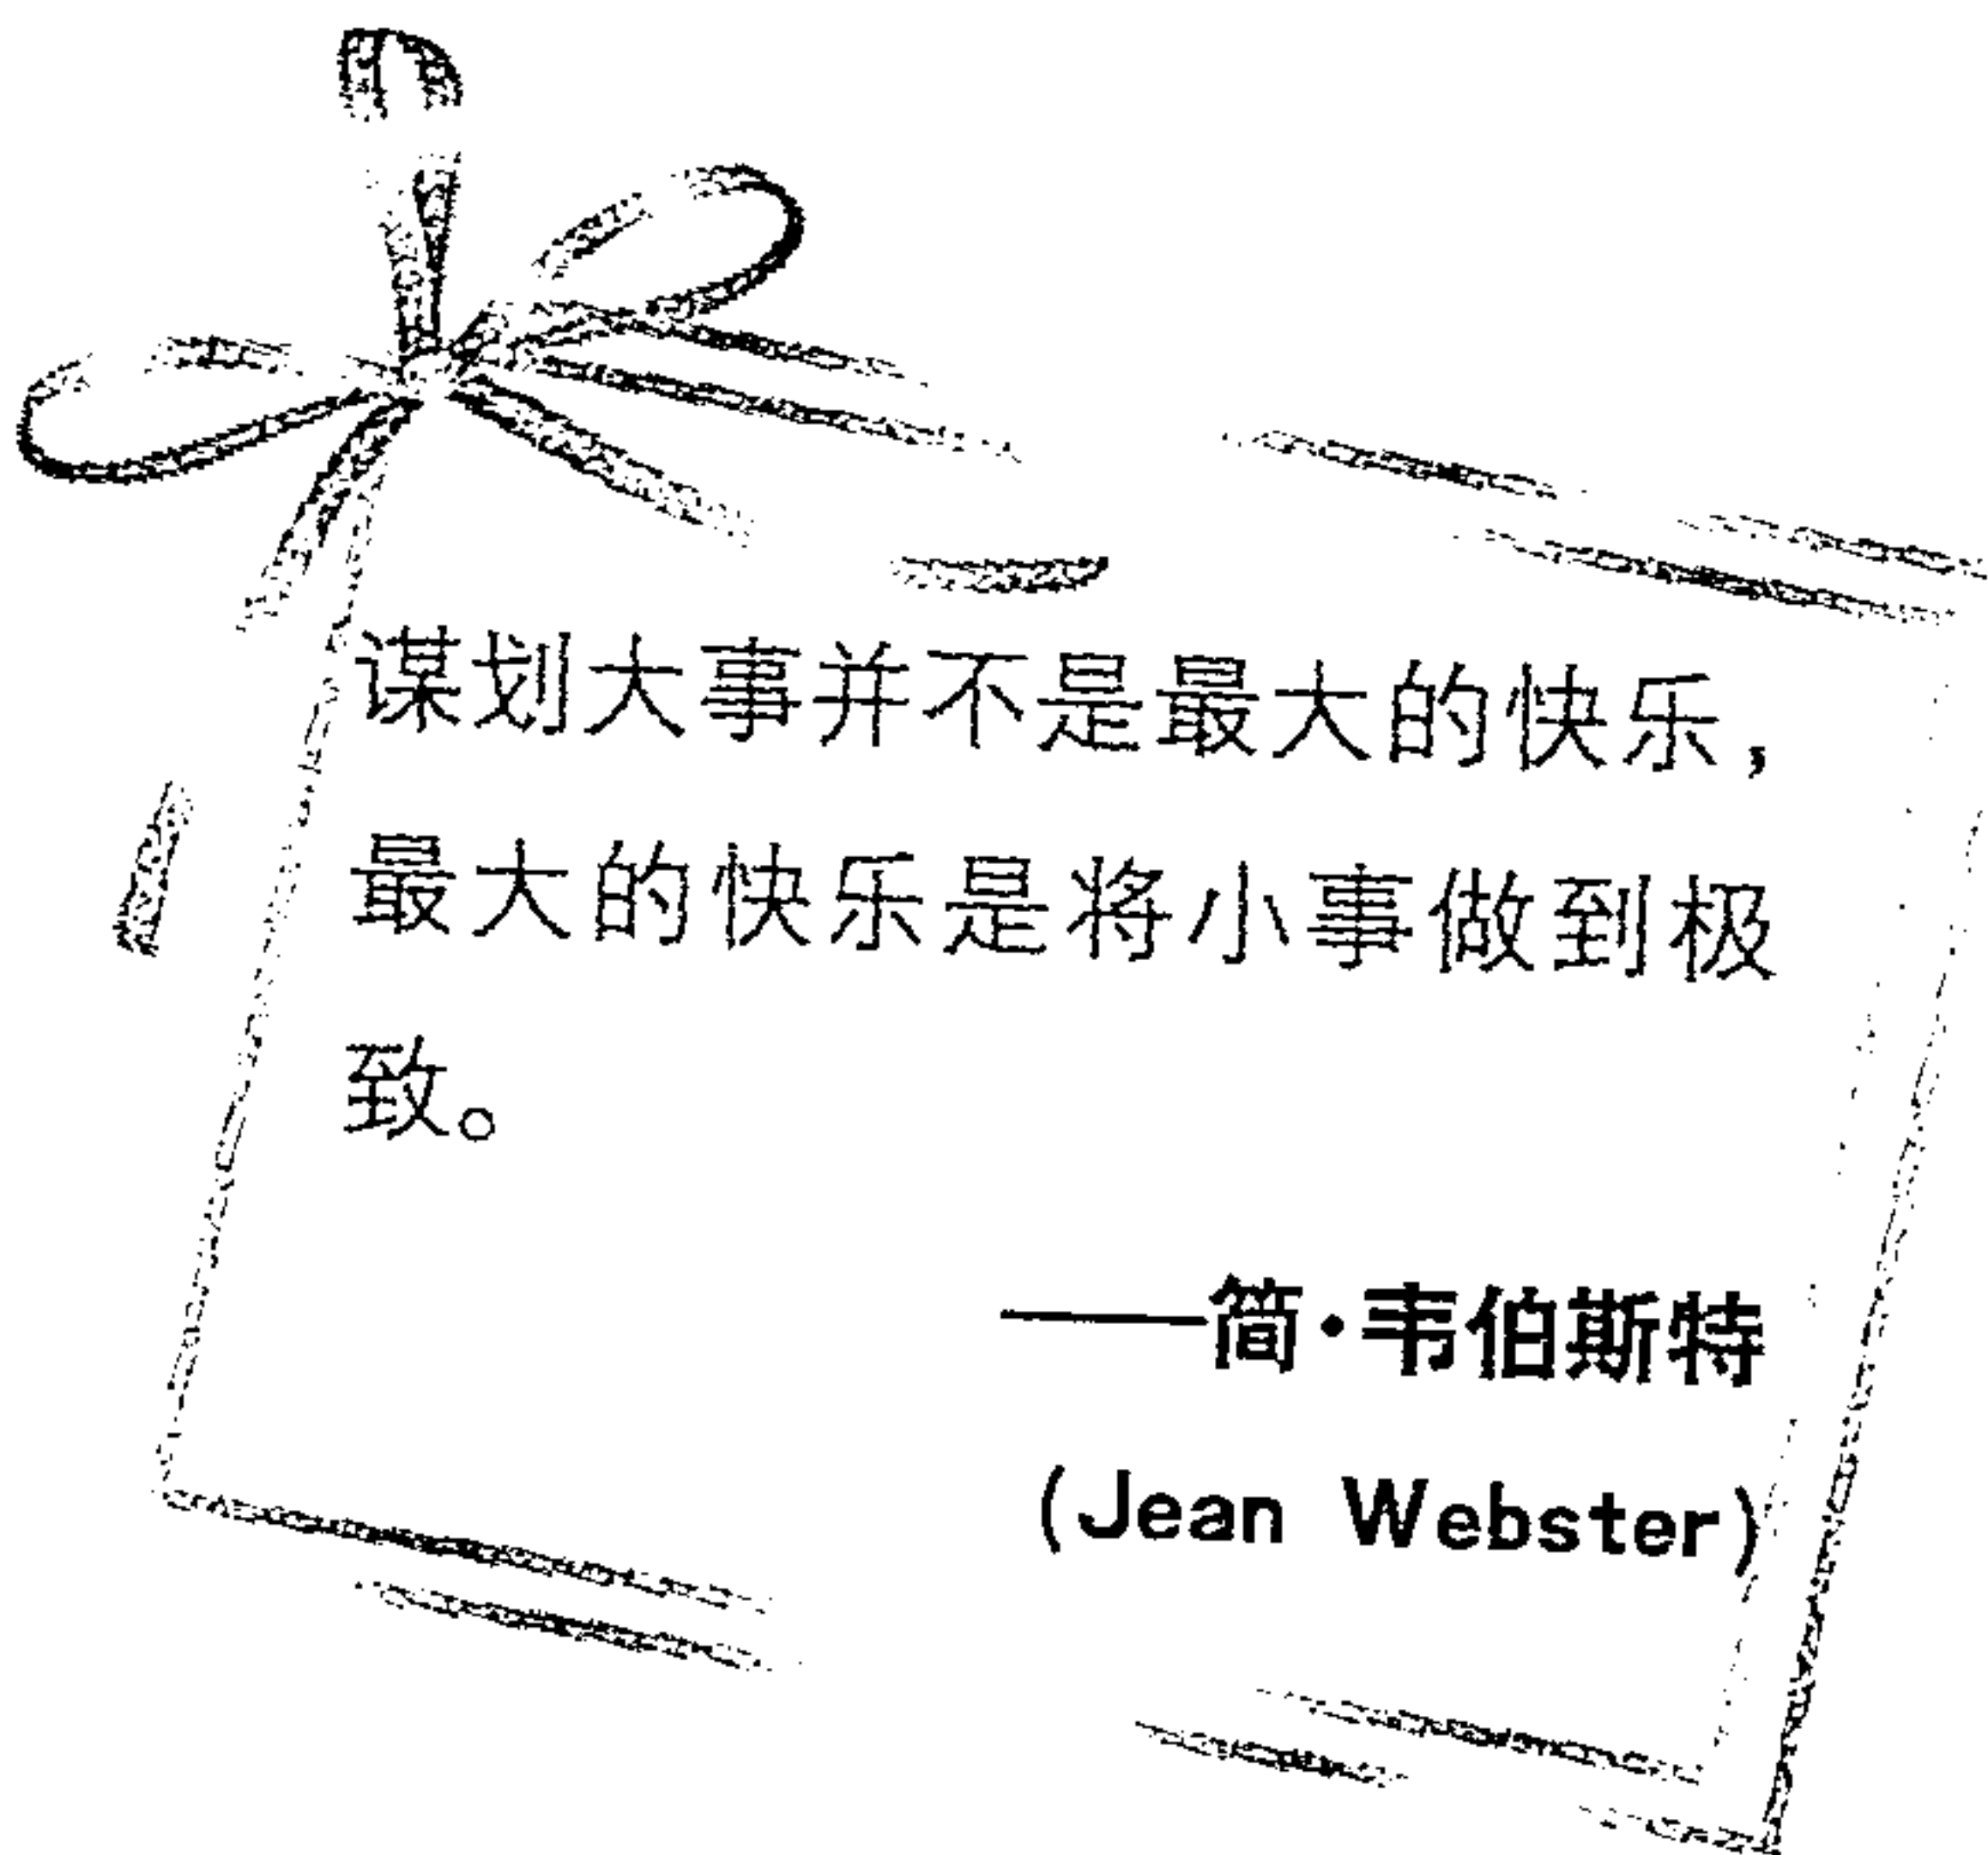 谋划大事并不是最大的快乐，
最大的快乐是将小事做到极
致。
——简·韦伯斯特
(Jean Webster)